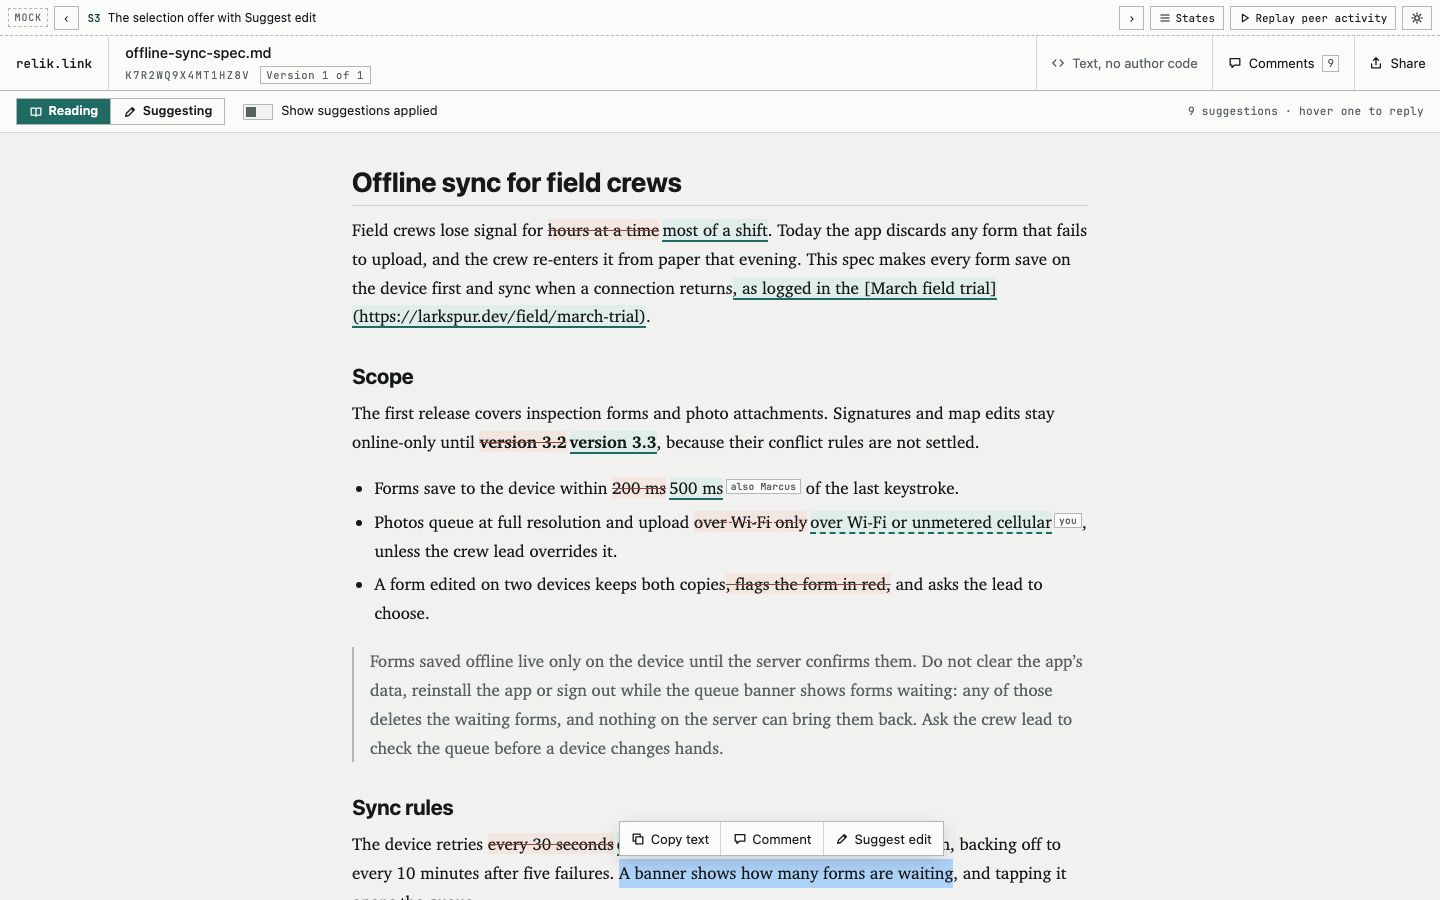 MOCK ‹ S3 The selection offer with Suggest edit › States Replay peer activity
relik.link offline-sync-spec.md
K7R2WQ9X4MT1HZ8V Version 1 of 1 Text, no author code Comments 9 Share
Reading Suggesting Show suggestions applied 9 suggestions · hover one to reply
Offline sync for field crews
Field crews lose signal for hours at a time most of a shift. Today the app discards any form that fails
to upload, and the crew re-enters it from paper that evening. This spec makes every form save on
the device first and sync when a connection returns, as logged in the [March field trial]
(https://larkspur.dev/field/march-trial).
Scope
The first release covers inspection forms and photo attachments. Signatures and map edits stay
online-only until version 3.2 version 3.3, because their conflict rules are not settled.
• Forms save to the device within 200 ms 500 ms also Marcus of the last keystroke.
• Photos queue at full resolution and upload over Wi-Fi only over Wi-Fi or unmetered cellular you,
unless the crew lead overrides it.
• A form edited on two devices keeps both copies, flags the form in red, and asks the lead to
choose.
Forms saved offline live only on the device until the server confirms them. Do not clear the app’s
data, reinstall the app or sign out while the queue banner shows forms waiting: any of those
deletes the waiting forms, and nothing on the server can bring them back. Ask the crew lead to
check the queue before a device changes hands.
Sync rules
Copy text Comment Suggest edit
The device retries every 30 seconds , backing off to
every 10 minutes after five failures. A banner shows how many forms are waiting, and tapping it